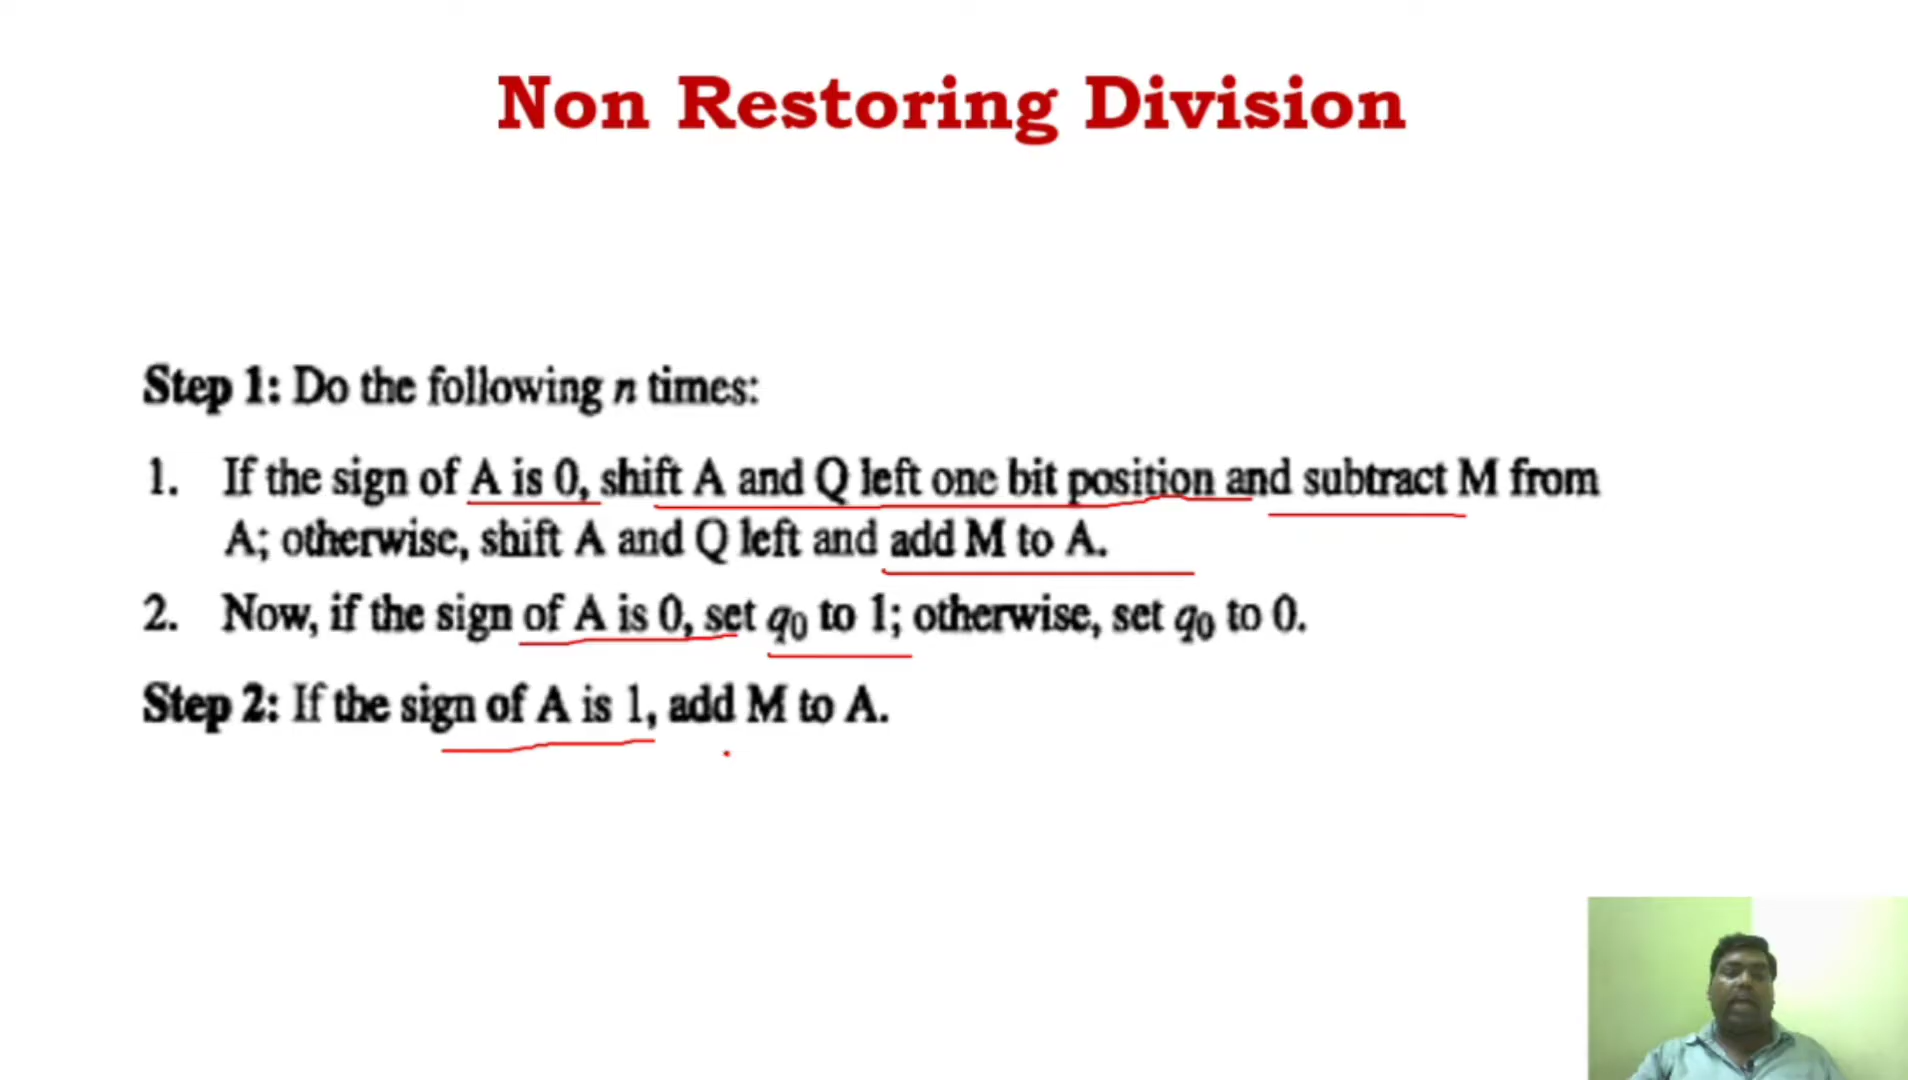 Non Restoring Division
Step 1: Do the following n times:
1. If the sign of A is 0, shift A and Q left one bit position and subtract M from
A; otherwise, shift A and Q left and add M to A.
2. Now, if the sign of A is 0, set q₀ to 1; otherwise, set q₀ to 0.
Step 2: If the sign of A is 1, add M to A.